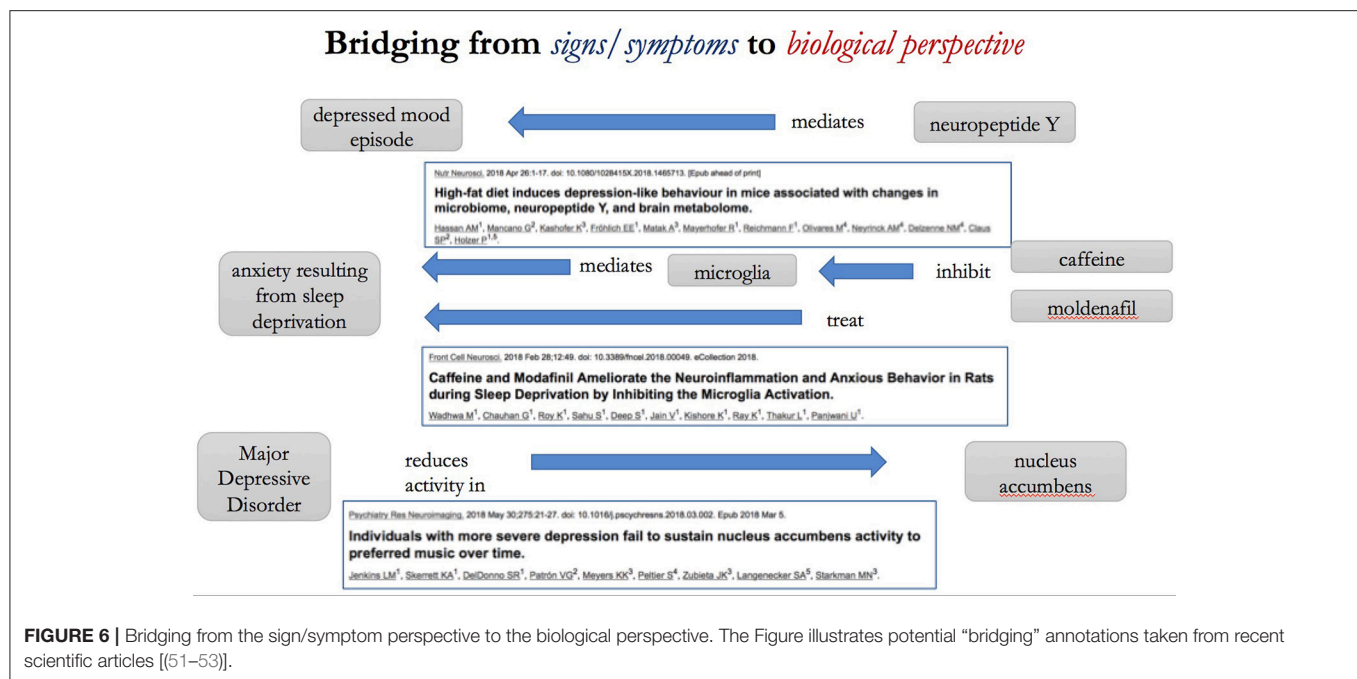 Bridging from signs/symptoms to biological perspective
depressed mood
episode
mediates
neuropeptide Y
Nutr Neurosci. 2018 Apr 26:1-17. doi: 10.1080/1028415X.2018.1465713. [Epub ahead of print]
High-fat diet induces depression-like behaviour in mice associated with changes in
microbiome, neuropeptide Y, and brain metabolome.
Hassan AM1, Mancano G2, Kashofer K3, Fröhlich EE1, Matak A3, Mayerhofer R1, Reichmann F1, Olivares M4, Neyrinck AM4, Delzenne NM4, Claus
SP2, Holzer P1,5.
anxiety resulting
from sleep
deprivation
mediates
microglia
inhibit
caffeine
moldenafil
treat
Front Cell Neurosci. 2018 Feb 28;12:49. doi: 10.3389/fncel.2018.00049. eCollection 2018.
Caffeine and Modafinil Ameliorate the Neuroinflammation and Anxious Behavior in Rats
during Sleep Deprivation by Inhibiting the Microglia Activation.
Wadhwa M1, Chauhan G1, Roy K1, Sahu S1, Deep S1, Jain V1, Kishore K1, Ray K1, Thakur L1, Panjwani U1.
Major
Depressive
Disorder
reduces
activity in
nucleus
accumbens
Psychiatry Res Neuroimaging. 2018 May 30;275:21-27. doi: 10.1016/j.pscychresns.2018.03.002. Epub 2018 Mar 5.
Individuals with more severe depression fail to sustain nucleus accumbens activity to
preferred music over time.
Jenkins LM1, Skerrett KA1, DelDonno SR1, Patrón VG2, Meyers KK3, Peltier S4, Zubieta JK3, Langenecker SA5, Starkman MN3.
FIGURE 6 | Bridging from the sign/symptom perspective to the biological perspective. The Figure illustrates potential “bridging” annotations taken from recent
scientific articles [(51–53)].